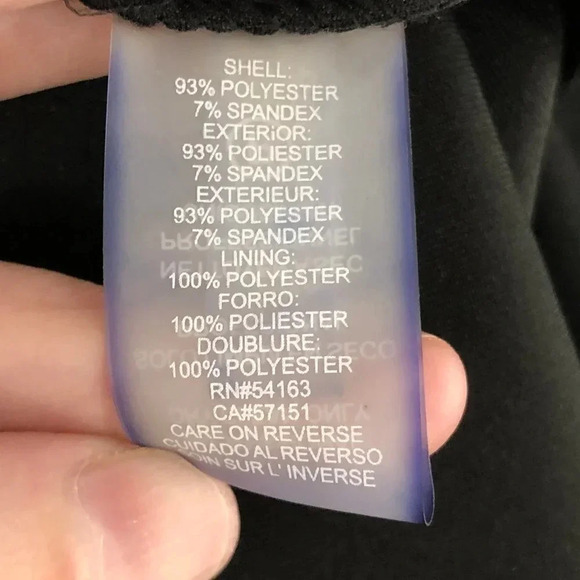 SHELL:
93% POLYESTER
7% SPANDEX
EXTERiOR:
93% POLIESTER
7% SPANDEX
EXTERIEUR:
93% POLYESTER
7% SPANDEX
LINING:
100% POLYESTER
FORRO:
100% POLIESTER
DOUBLURE:
100% POLYESTER
RN#54163
CA#57151
CARE ON REVERSE
CUIDADO AL REVERSO
SUR L' INVERSE